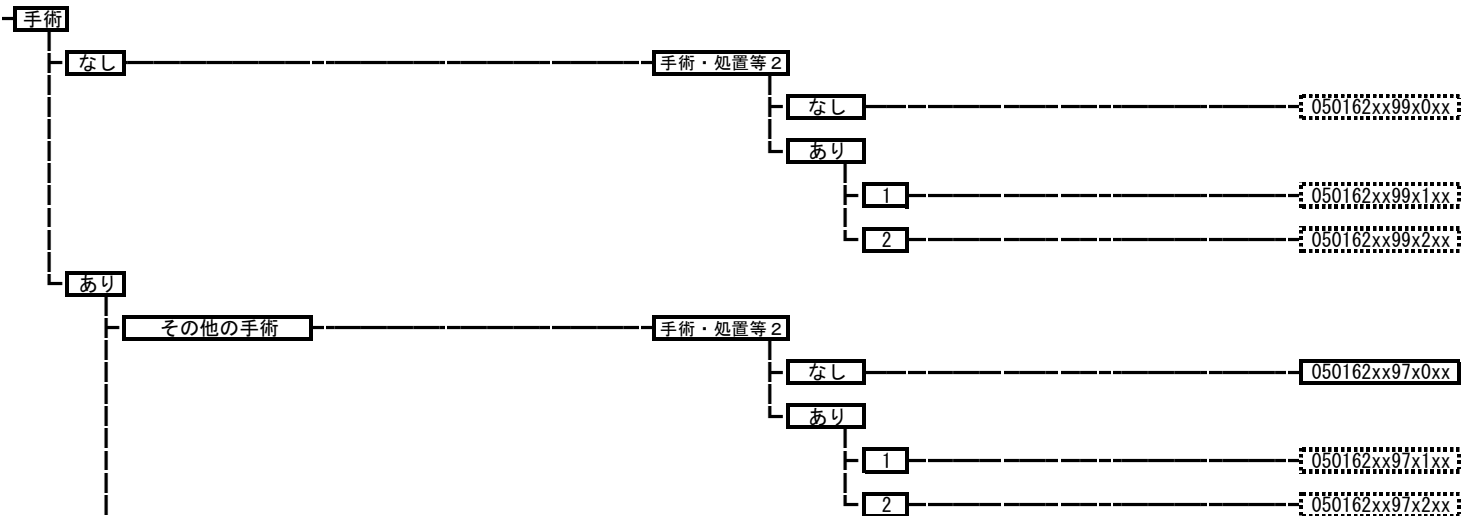 手術
なし 手術・処置等2
なし 050162xx99x0xx
あり
1 050162xx99x1xx
2 050162xx99x2xx
あり
その他の手術 手術・処置等2
なし 050162xx97x0xx
あり
1 050162xx97x1xx
2 050162xx97x2xx